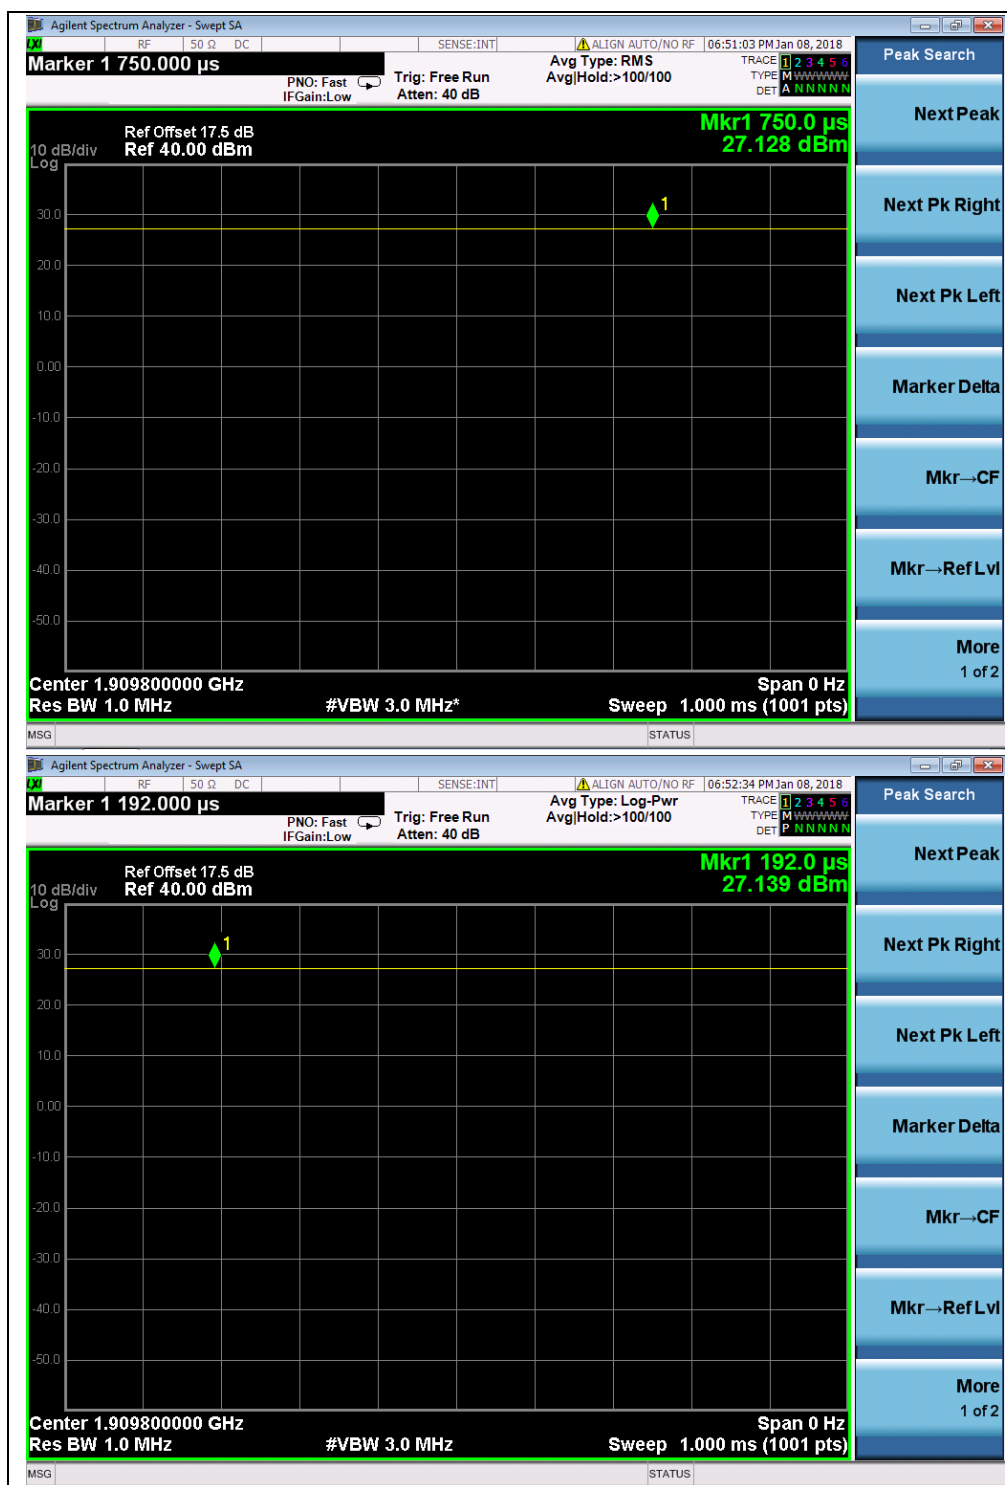 Agilent Spectrum Analyzer - Swept SA
LXI RF 50 Ω DC SENSE:INT ALIGN AUTO/NO RF 06:51:03 PM Jan 08, 2018
Marker 1 750.000 µs
PNO: Fast
IFGain:Low
Trig: Free Run
Atten: 40 dB
Avg Type: RMS
Avg|Hold:>100/100
TRACE 1 2 3 4 5 6
TYPE M WWWWW
DET A N N N N N
Peak Search
Mkr1 750.0 µs
27.128 dBm
Ref Offset 17.5 dB
10 dB/div Ref 40.00 dBm
Log
30.0
20.0
10.0
0.00
-10.0
-20.0
-30.0
-40.0
-50.0
1
Center 1.909800000 GHz Span 0 Hz
Res BW 1.0 MHz #VBW 3.0 MHz* Sweep 1.000 ms (1001 pts)
MSG STATUS
Next Peak
Next Pk Right
Next Pk Left
Marker Delta
Mkr→CF
Mkr→Ref Lvl
More
1 of 2
Agilent Spectrum Analyzer - Swept SA
LXI RF 50 Ω DC SENSE:INT ALIGN AUTO/NO RF 06:52:34 PM Jan 08, 2018
Marker 1 192.000 µs
PNO: Fast
IFGain:Low
Trig: Free Run
Atten: 40 dB
Avg Type: Log-Pwr
Avg|Hold:>100/100
TRACE 1 2 3 4 5 6
TYPE M WWWWW
DET P N N N N N
Peak Search
Mkr1 192.0 µs
27.139 dBm
Ref Offset 17.5 dB
10 dB/div Ref 40.00 dBm
Log
30.0
20.0
10.0
0.00
-10.0
-20.0
-30.0
-40.0
-50.0
1
Center 1.909800000 GHz Span 0 Hz
Res BW 1.0 MHz #VBW 3.0 MHz Sweep 1.000 ms (1001 pts)
MSG STATUS
Next Peak
Next Pk Right
Next Pk Left
Marker Delta
Mkr→CF
Mkr→Ref Lvl
More
1 of 2